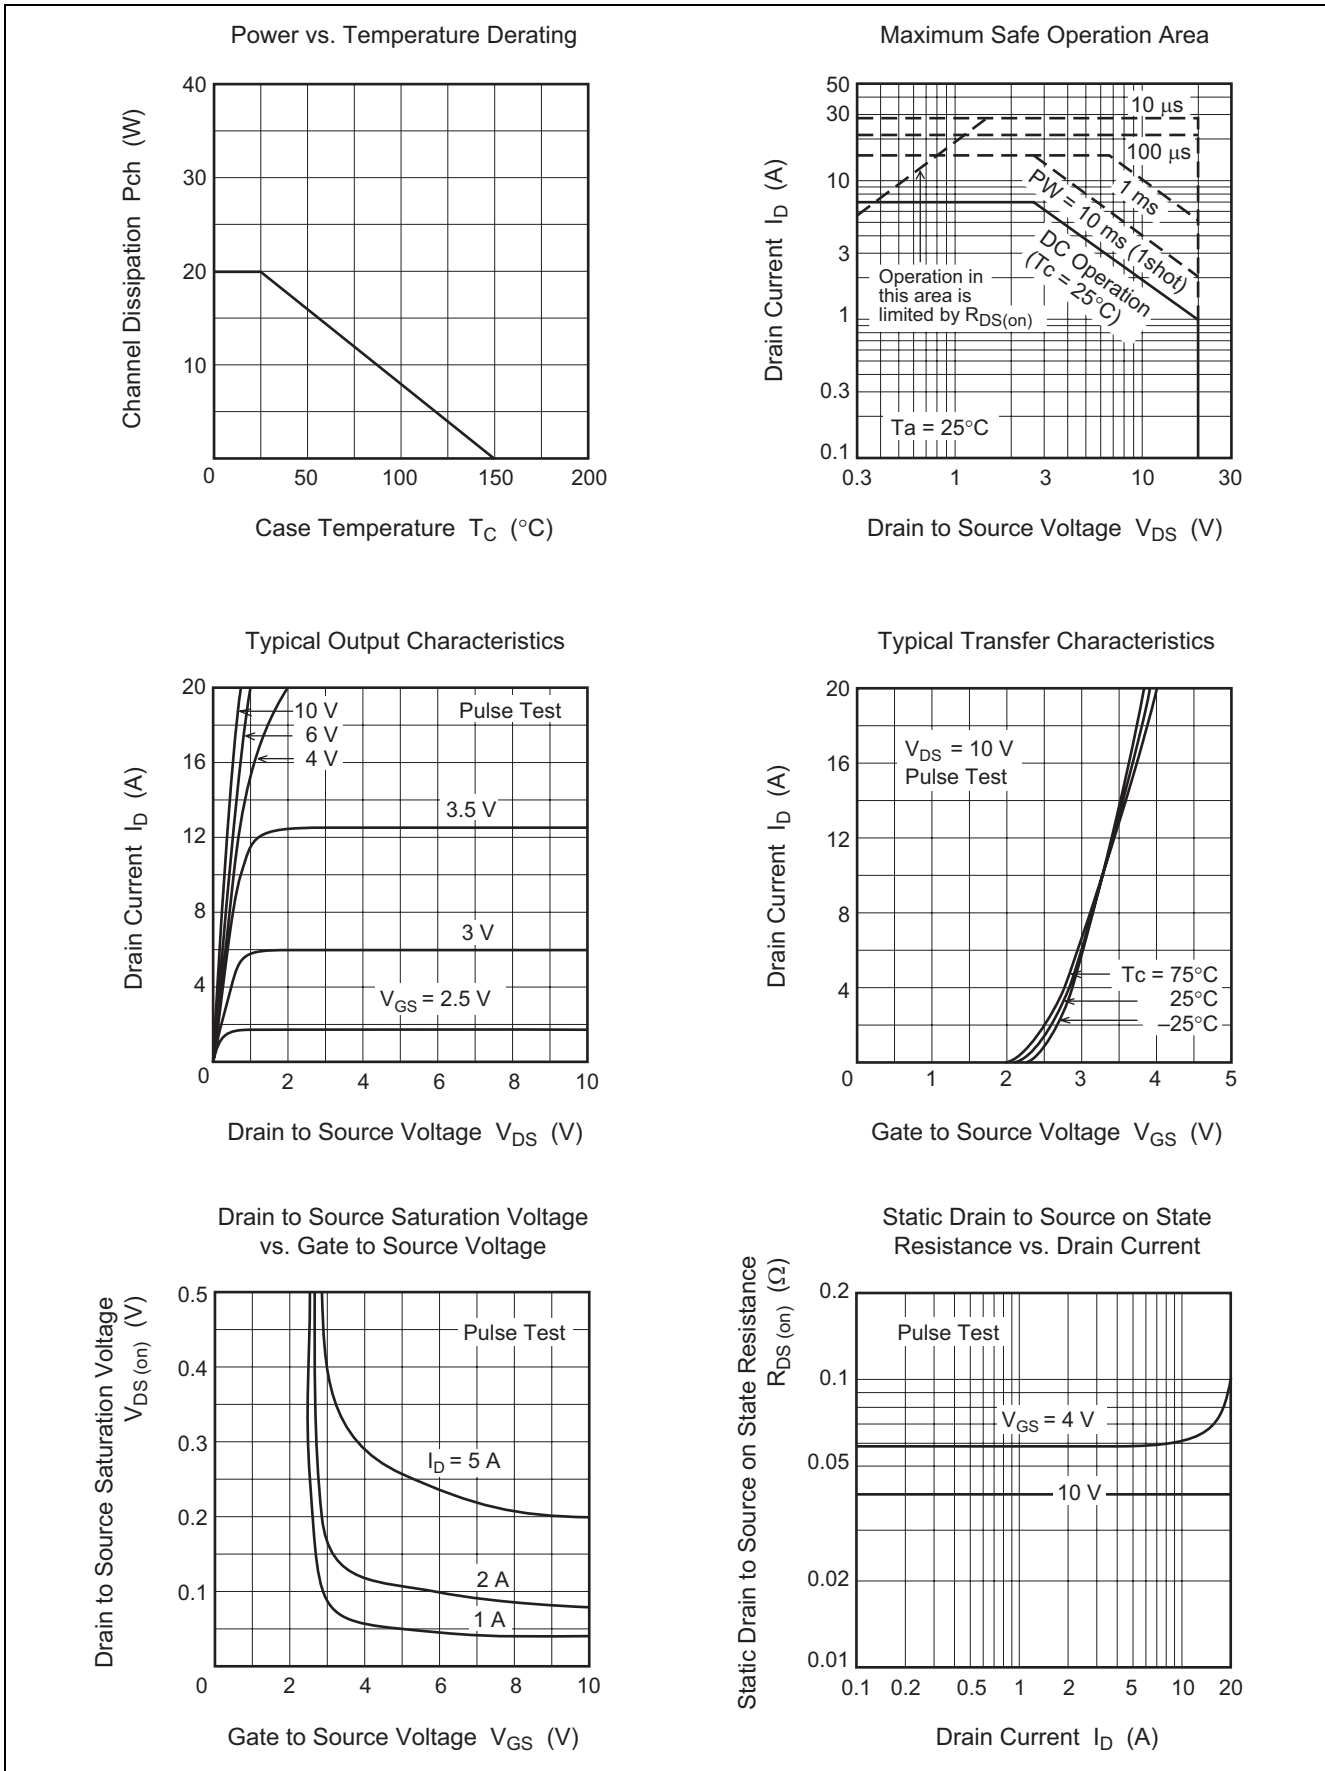 Power vs. Temperature Derating
40
30
20
10
0
50
100
150
200
Channel Dissipation Pch (W)
Case Temperature TC (°C)
Maximum Safe Operation Area
50
30
10
3
1
0.3
0.1
0.3
1
3
10
30
Drain Current ID (A)
10 μs
100 μs
1 ms
PW = 10 ms (1shot)
DC Operation
(Tc = 25°C)
Operation in
this area is
limited by RDS(on)
Ta = 25°C
Drain to Source Voltage VDS (V)
Typical Output Characteristics
20
16
12
8
4
0
2
4
6
8
10
Drain Current ID (A)
10 V
6 V
4 V
Pulse Test
3.5 V
3 V
VGS = 2.5 V
Drain to Source Voltage VDS (V)
Typical Transfer Characteristics
20
16
12
8
4
0
1
2
3
4
5
Drain Current ID (A)
VDS = 10 V
Pulse Test
Tc = 75°C
25°C
–25°C
Gate to Source Voltage VGS (V)
Drain to Source Saturation Voltage
vs. Gate to Source Voltage
0.5
0.4
0.3
0.2
0.1
0
2
4
6
8
10
Drain to Source Saturation Voltage
VDS (on) (V)
Pulse Test
ID = 5 A
2 A
1 A
Gate to Source Voltage VGS (V)
Static Drain to Source on State
Resistance vs. Drain Current
0.2
0.1
0.05
0.02
0.01
0.1
0.2
0.5
1
2
5
10
20
Static Drain to Source on State Resistance
RDS (on) (Ω)
Pulse Test
VGS = 4 V
10 V
Drain Current ID (A)